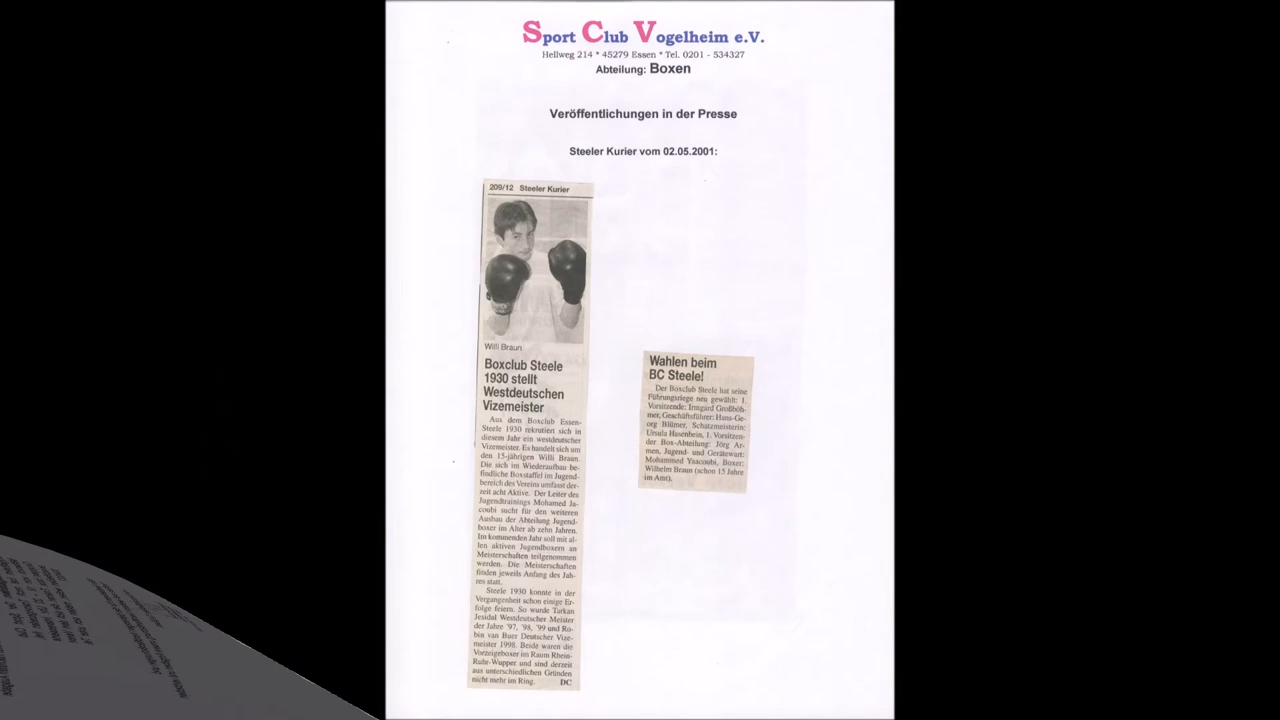 Sport Club Vogelheim e.V.
Hellweg 214 * 45279 Essen * Tel. 0201 - 534327
Abteilung: Boxen
Veröffentlichungen in der Presse
Steeler Kurier vom 02.05.2001:
209/12 Steeler Kurier
Willi Braun
Boxclub Steele
1930 stellt
Westdeutschen
Vizemeister
Aus dem Boxclub Essen-
Steele 1930 rekrutiert sich in
diesem Jahr ein westdeutscher
Vizemeister. Es handelt sich um
den 15-jährigen Willi Braun.
Die sich im Wiederaufbau be-
findliche Boxstaffel im Jugend-
bereich des Vereins umfasst der-
zeit acht Aktive. Der Leiter des
Jugendtrainings Mohamed Ja-
coubi sucht für den weiteren
Ausbau der Abteilung Jugend-
boxer im Alter ab zehn Jahren.
Im kommenden Jahr soll mit al-
len aktiven Jugendboxern an
Meisterschaften teilgenommen
werden. Die Meisterschaften
finden jeweils Anfang des Jah-
res statt.
Steele 1930 konnte in der
Vergangenheit schon einige Er-
folge feiern. So wurde Tarkan
Jesidal Westdeutscher Meister
der Jahre '97, '98, '99 und Ro-
bin van Buer Deutscher Vize-
meister 1998. Beide waren die
Vorzeigeboxer im Raum Rhein-
Ruhr-Wupper und sind derzeit
aus unterschiedlichen Gründen
nicht mehr im Ring. DC
Wahlen beim
BC Steele!
Der Boxclub Steele hat seine
Führungsriege neu gewählt: 1.
Vorsitzende: Irmgard Großböh-
mer, Geschäftsführer: Hans-Ge-
org Blümer, Schatzmeisterin:
Ursula Hasenbein, 1. Vorsitzen-
der Box-Abteilung: Jörg Ar-
men, Jugend- und Gerätewart:
Mohammed Yaacoubi, Boxer:
Wilhelm Braun (schon 15 Jahre
im Amt).